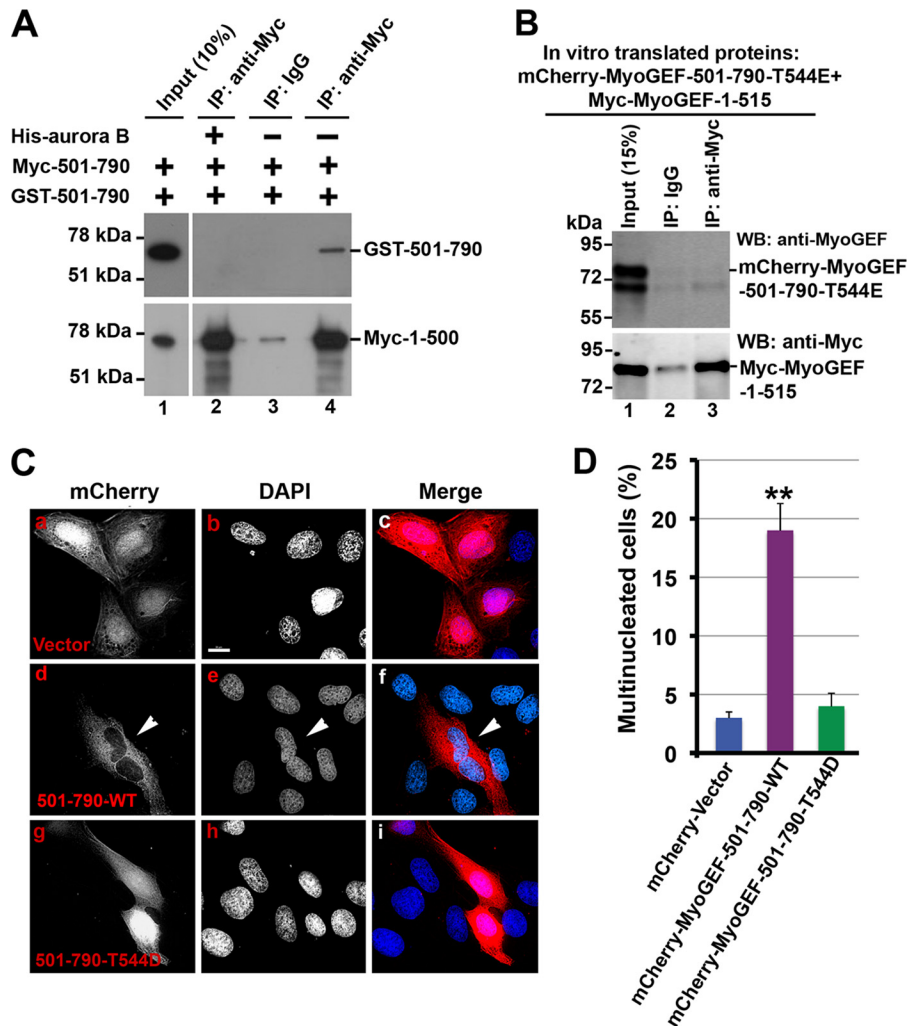 A
Input (10%)
IP: anti-Myc
IP: IgG
IP: anti-Myc
His-aurora B + − −
Myc-501-790 + + + +
GST-501-790 + + + +
78 kDa
51 kDa
GST-501-790
78 kDa
51 kDa
Myc-1-500
1 2 3 4
B
In vitro translated proteins:
mCherry-MyoGEF-501-790-T544E+
Myc-MyoGEF-1-515
Input (15%)
IP: IgG
IP: anti-Myc
kDa
95
72
55
WB: anti-MyoGEF
mCherry-MyoGEF
-501-790-T544E
95
72
WB: anti-Myc
Myc-MyoGEF
-1-515
1 2 3
C
mCherry DAPI Merge
a b c
Vector
d e f
501-790-WT
g h i
501-790-T544D
D
Multinucleated cells (%)
25
20
15
10
5
0
**
mCherry-Vector
mCherry-MyoGEF-501-790-WT
mCherry-MyoGEF-501-790-T544D